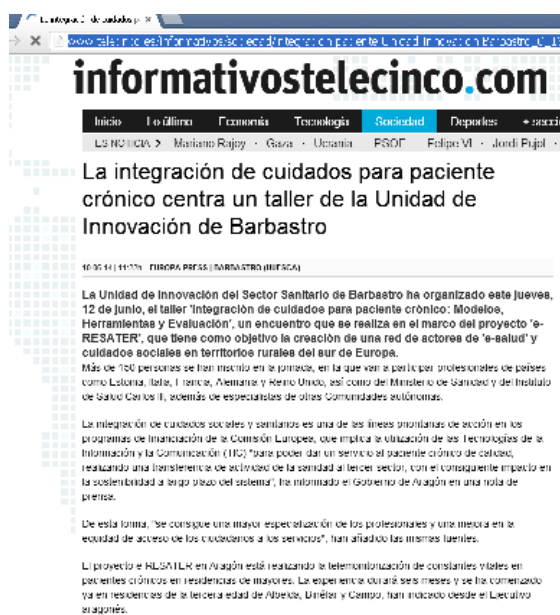 La integración de cuidados p
informativostelecinco.com
Inicio Lo último Economía Tecnología Sociedad Deportes + secci
ES NOTICIA > Mariano Rajoy · Gaza · Ucrania PSOE Felipe VI · Jordi Pujol ·
La integración de cuidados para paciente
crónico centra un taller de la Unidad de
Innovación de Barbastro
EUROPA PRESS | BARBASTRO (HUESCA)
La Unidad de Innovación del Sector Sanitario de Barbastro ha organizado este jueves,
12 de junio, el taller 'Integración de cuidados para paciente crónico: Modelos,
Herramientas y Evaluación', un encuentro que se realiza en el marco del proyecto 'e-
RESATER', que tiene como objetivo la creación de una red de actores de 'e-salud' y
cuidados sociales en territorios rurales del sur de Europa.
Más de 150 personas se han inscrito en la jornada, en la que van a participar profesionales de países
como Estonia, Italia, Francia, Alemania y Reino Unido, así como del Ministerio de Sanidad y del Instituto
de Salud Carlos III, además de especialistas de otras Comunidades autónomas.
La integración de cuidados sociales y sanitarios es una de las líneas prioritarias de acción en los
programas de financiación de la Comisión Europea, que implica la utilización de las Tecnologías de la
Información y la Comunicación (TIC) "para poder dar un servicio al paciente crónico de calidad,
realizando una transferencia de actividad de la sanidad al tercer sector, con el consiguiente impacto en
la sostenibilidad a largo plazo del sistema", ha informado el Gobierno de Aragón en una nota de
prensa.
De esta forma, "se consigue una mayor especialización de los profesionales y una mejora en la
equidad de acceso de los ciudadanos a los servicios", han añadido las mismas fuentes.
El proyecto e-RESATER en Aragón está realizando la telemonitorización de constantes vitales en
pacientes crónicos en residencias de mayores. La experiencia durará seis meses y se ha comenzado
ya en residencias de la tercera edad de Albelda, Binéfar y Campo, han indicado desde el Ejecutivo
aragonés.